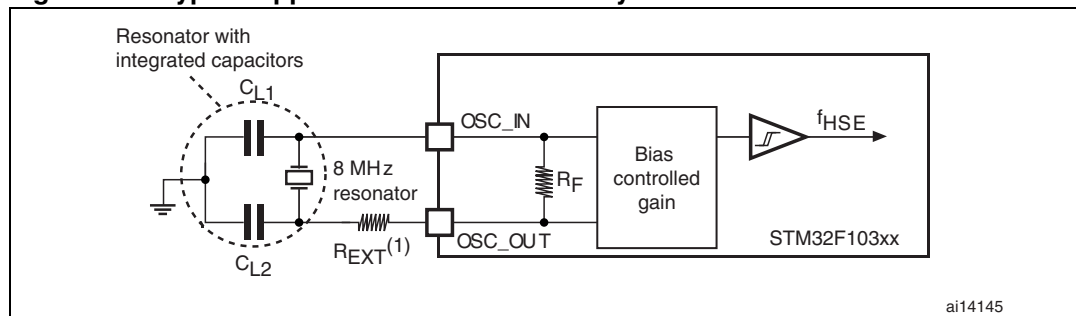 Resonator with
integrated capacitors
CL1
OSC_IN
fHSE
8 MHz
resonator
RF
Bias
controlled
gain
REXT(1)
OSC_OUT
STM32F103xx
CL2
ai14145